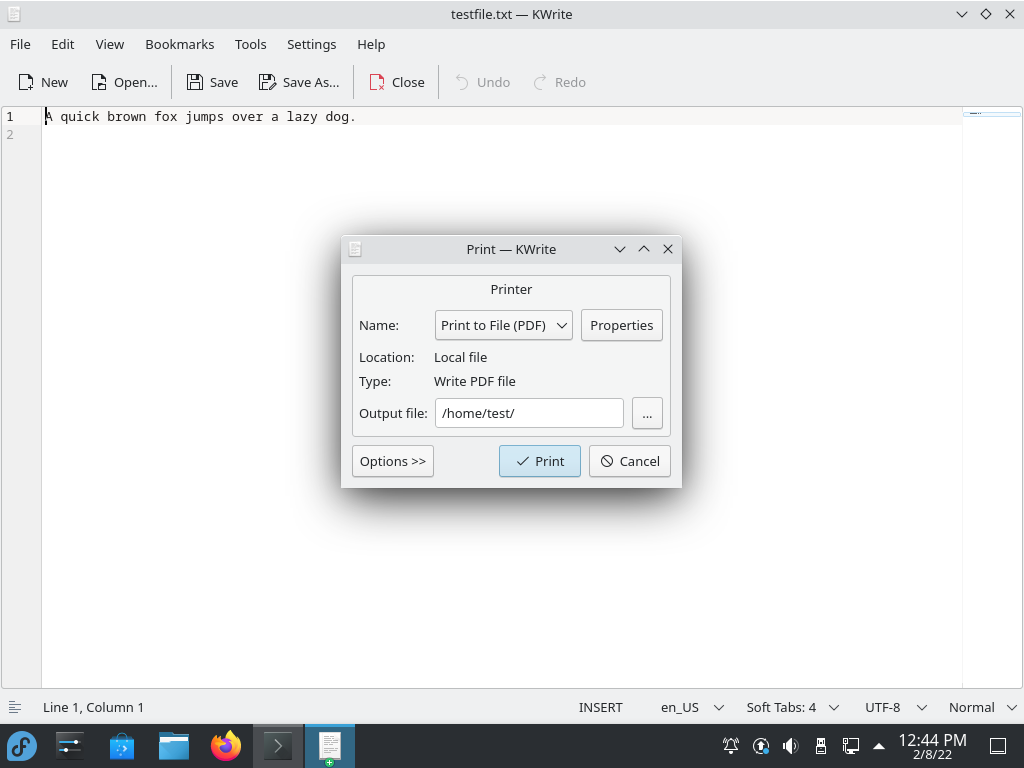 testfile.txt — KWrite
File Edit View Bookmarks Tools Settings Help
New Open... Save Save As... Close Undo Redo
1 A quick brown fox jumps over a lazy dog.
2
Print — KWrite
Printer
Name: Print to File (PDF) Properties
Location: Local file
Type: Write PDF file
Output file: /home/test/ ...
Options >> Print Cancel
Line 1, Column 1 INSERT en_US Soft Tabs: 4 UTF-8 Normal
12:44 PM
2/8/22